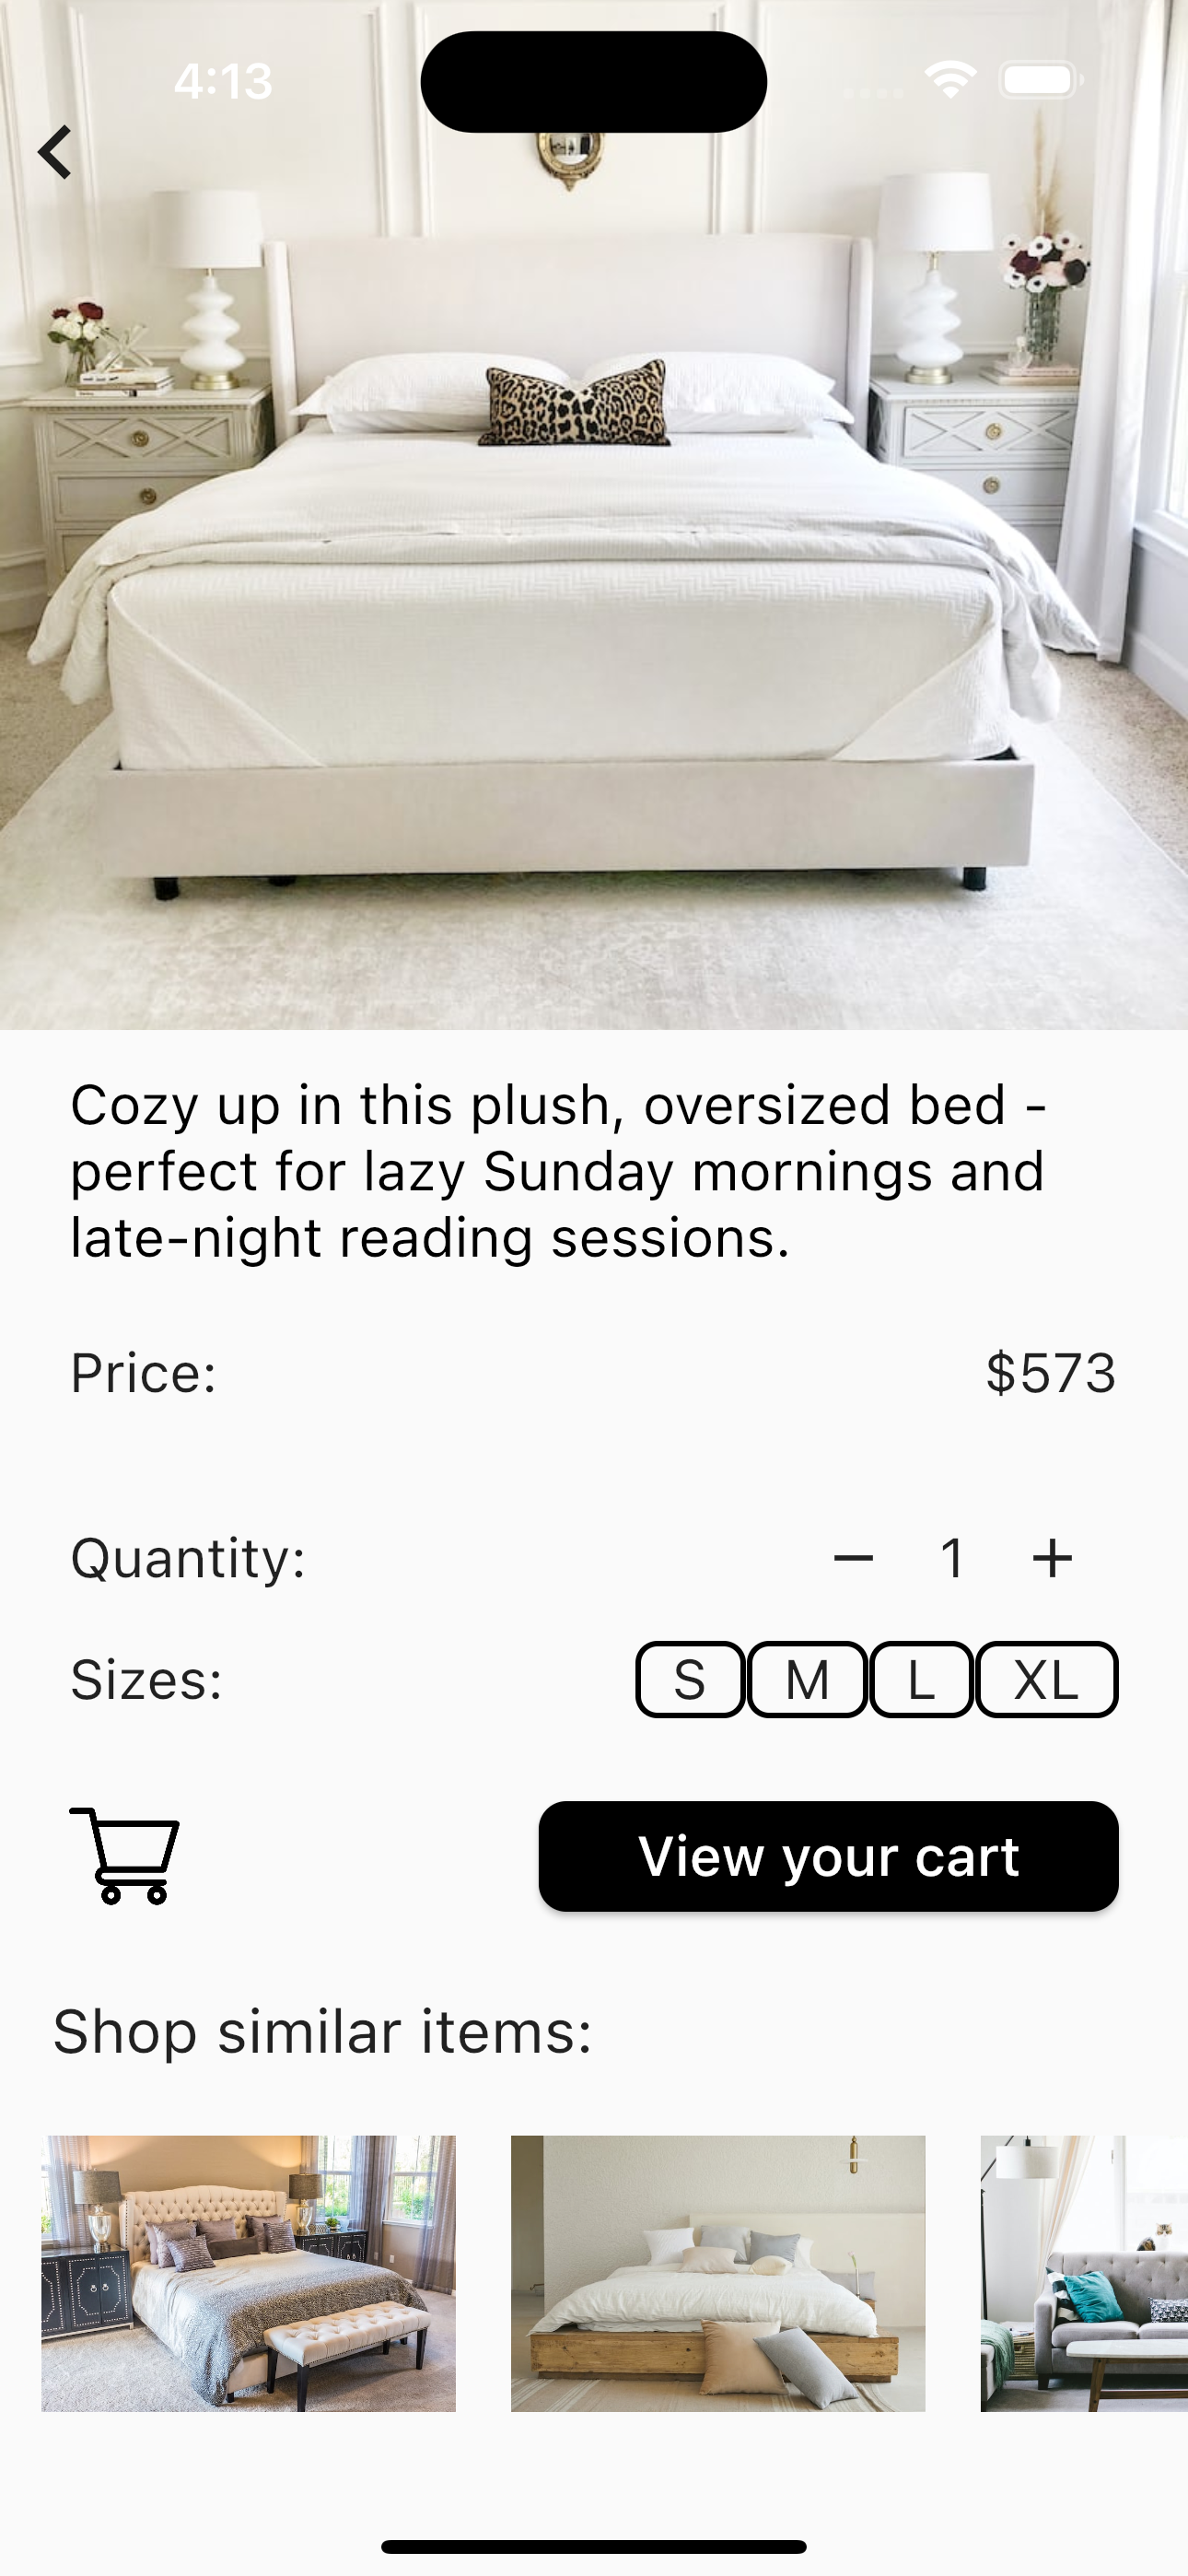 4:13
Cozy up in this plush, oversized bed -
perfect for lazy Sunday mornings and
late-night reading sessions.
Price: $573
Quantity: − 1 +
Sizes: S M L XL
View your cart
Shop similar items: